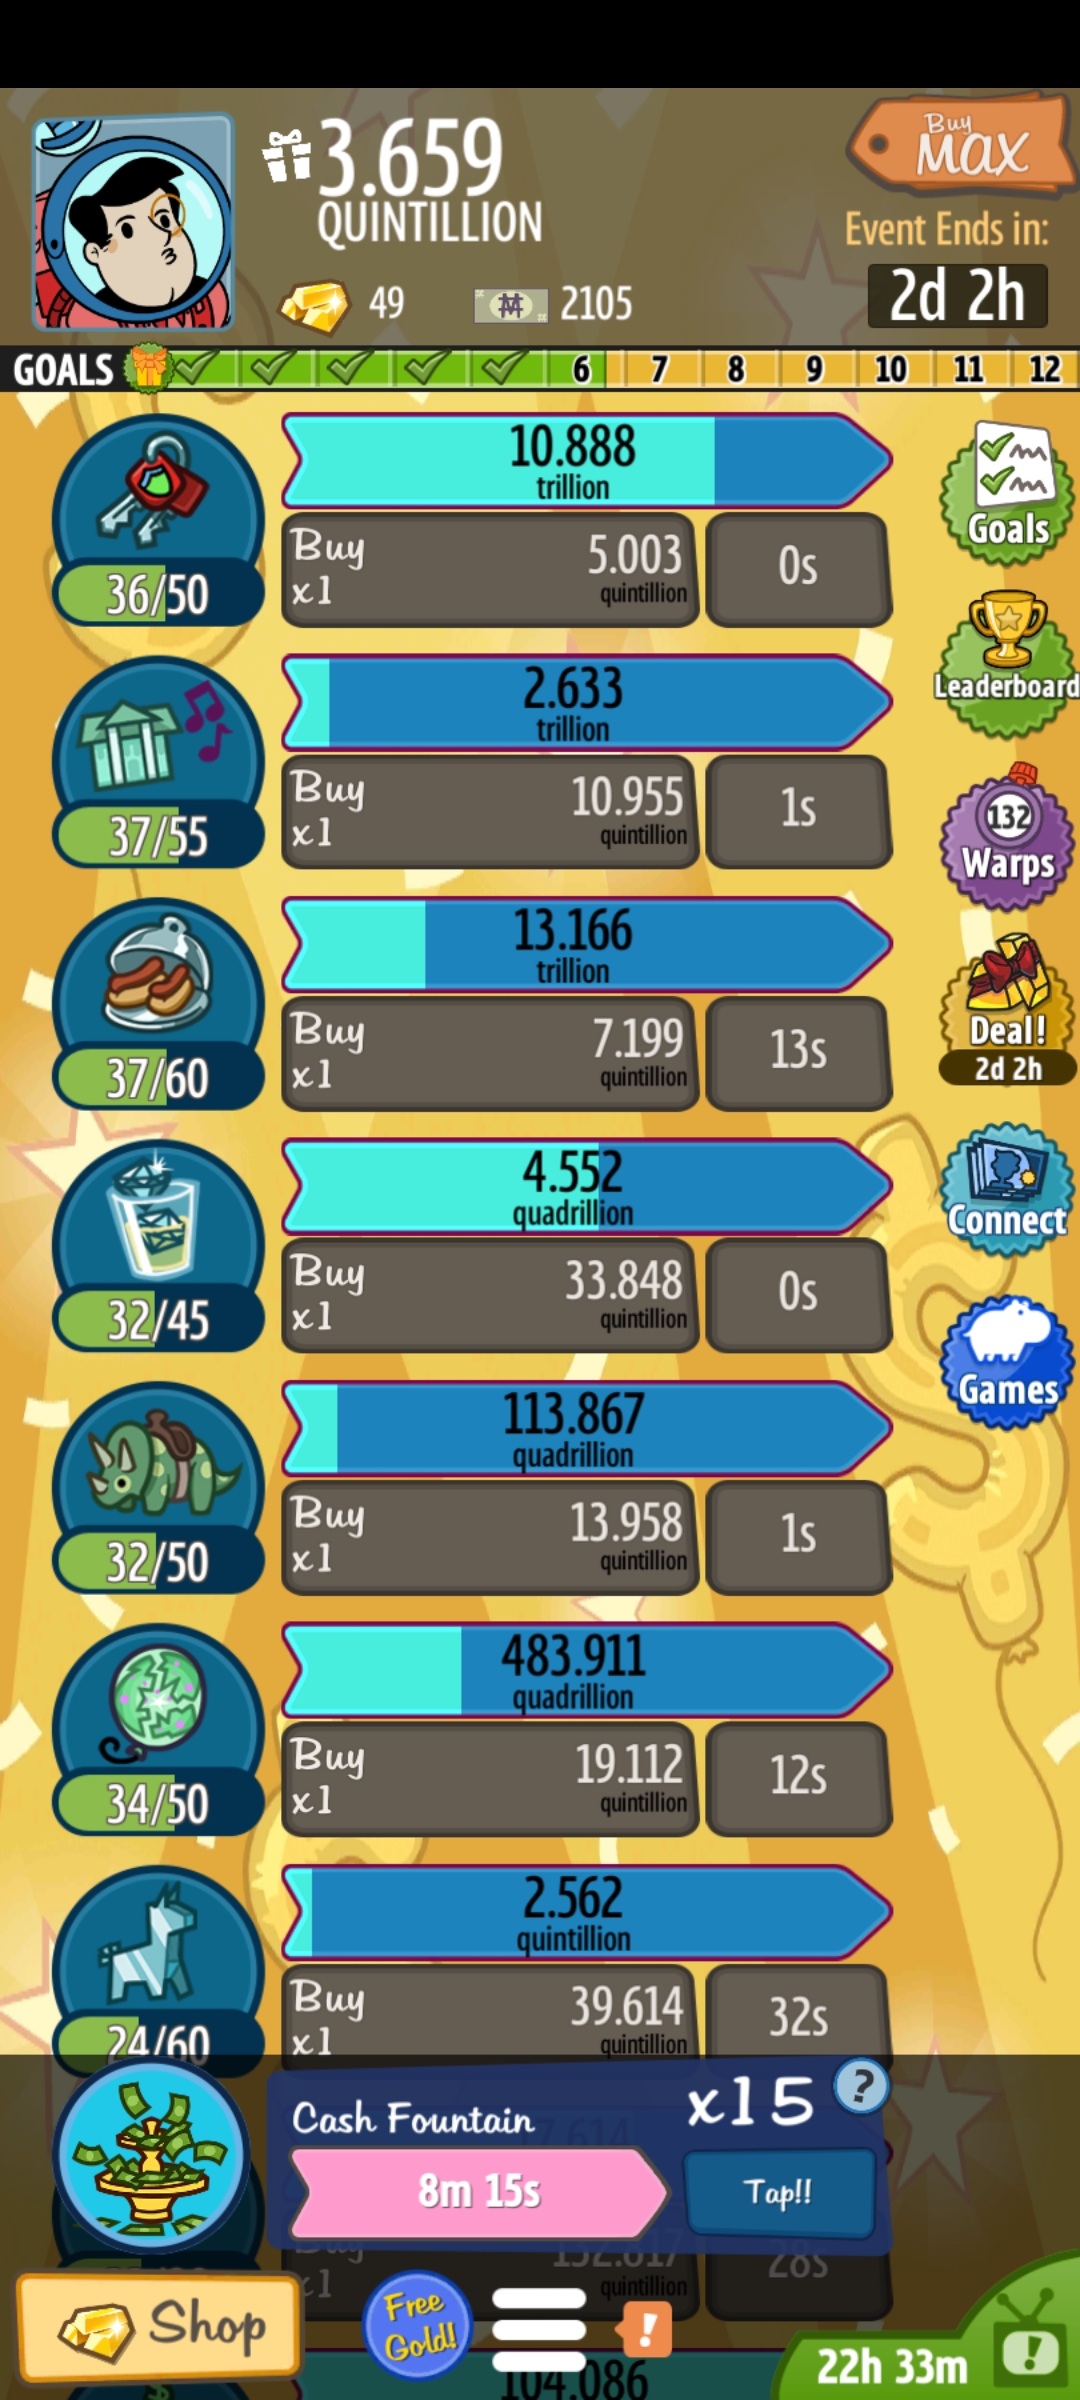 3.659
QUINTILLION
Buy
MAX
Event Ends in:
2d 2h
49
2105
GOALS
6 7 8 9 10 11 12
10.888
trillion
Buy
x1
5.003
quintillion
0s
36/50
Goals
2.633
trillion
Buy
x1
10.955
quintillion
1s
37/55
Leaderboard
132
Warps
13.166
trillion
Buy
x1
7.199
quintillion
13s
37/60
Deal!
2d 2h
4.552
quadrillion
Buy
x1
33.848
quintillion
0s
32/45
Connect
113.867
quadrillion
Buy
x1
13.958
quintillion
1s
32/50
Games
483.911
quadrillion
Buy
x1
19.112
quintillion
12s
34/50
2.562
quintillion
Buy
x1
39.614
quintillion
32s
24/60
Cash Fountain
x15
?
8m 15s
Tap!!
Buy
x1
132.817
quintillion
28s
Shop
Free
Gold!
!
104.086
22h 33m
!